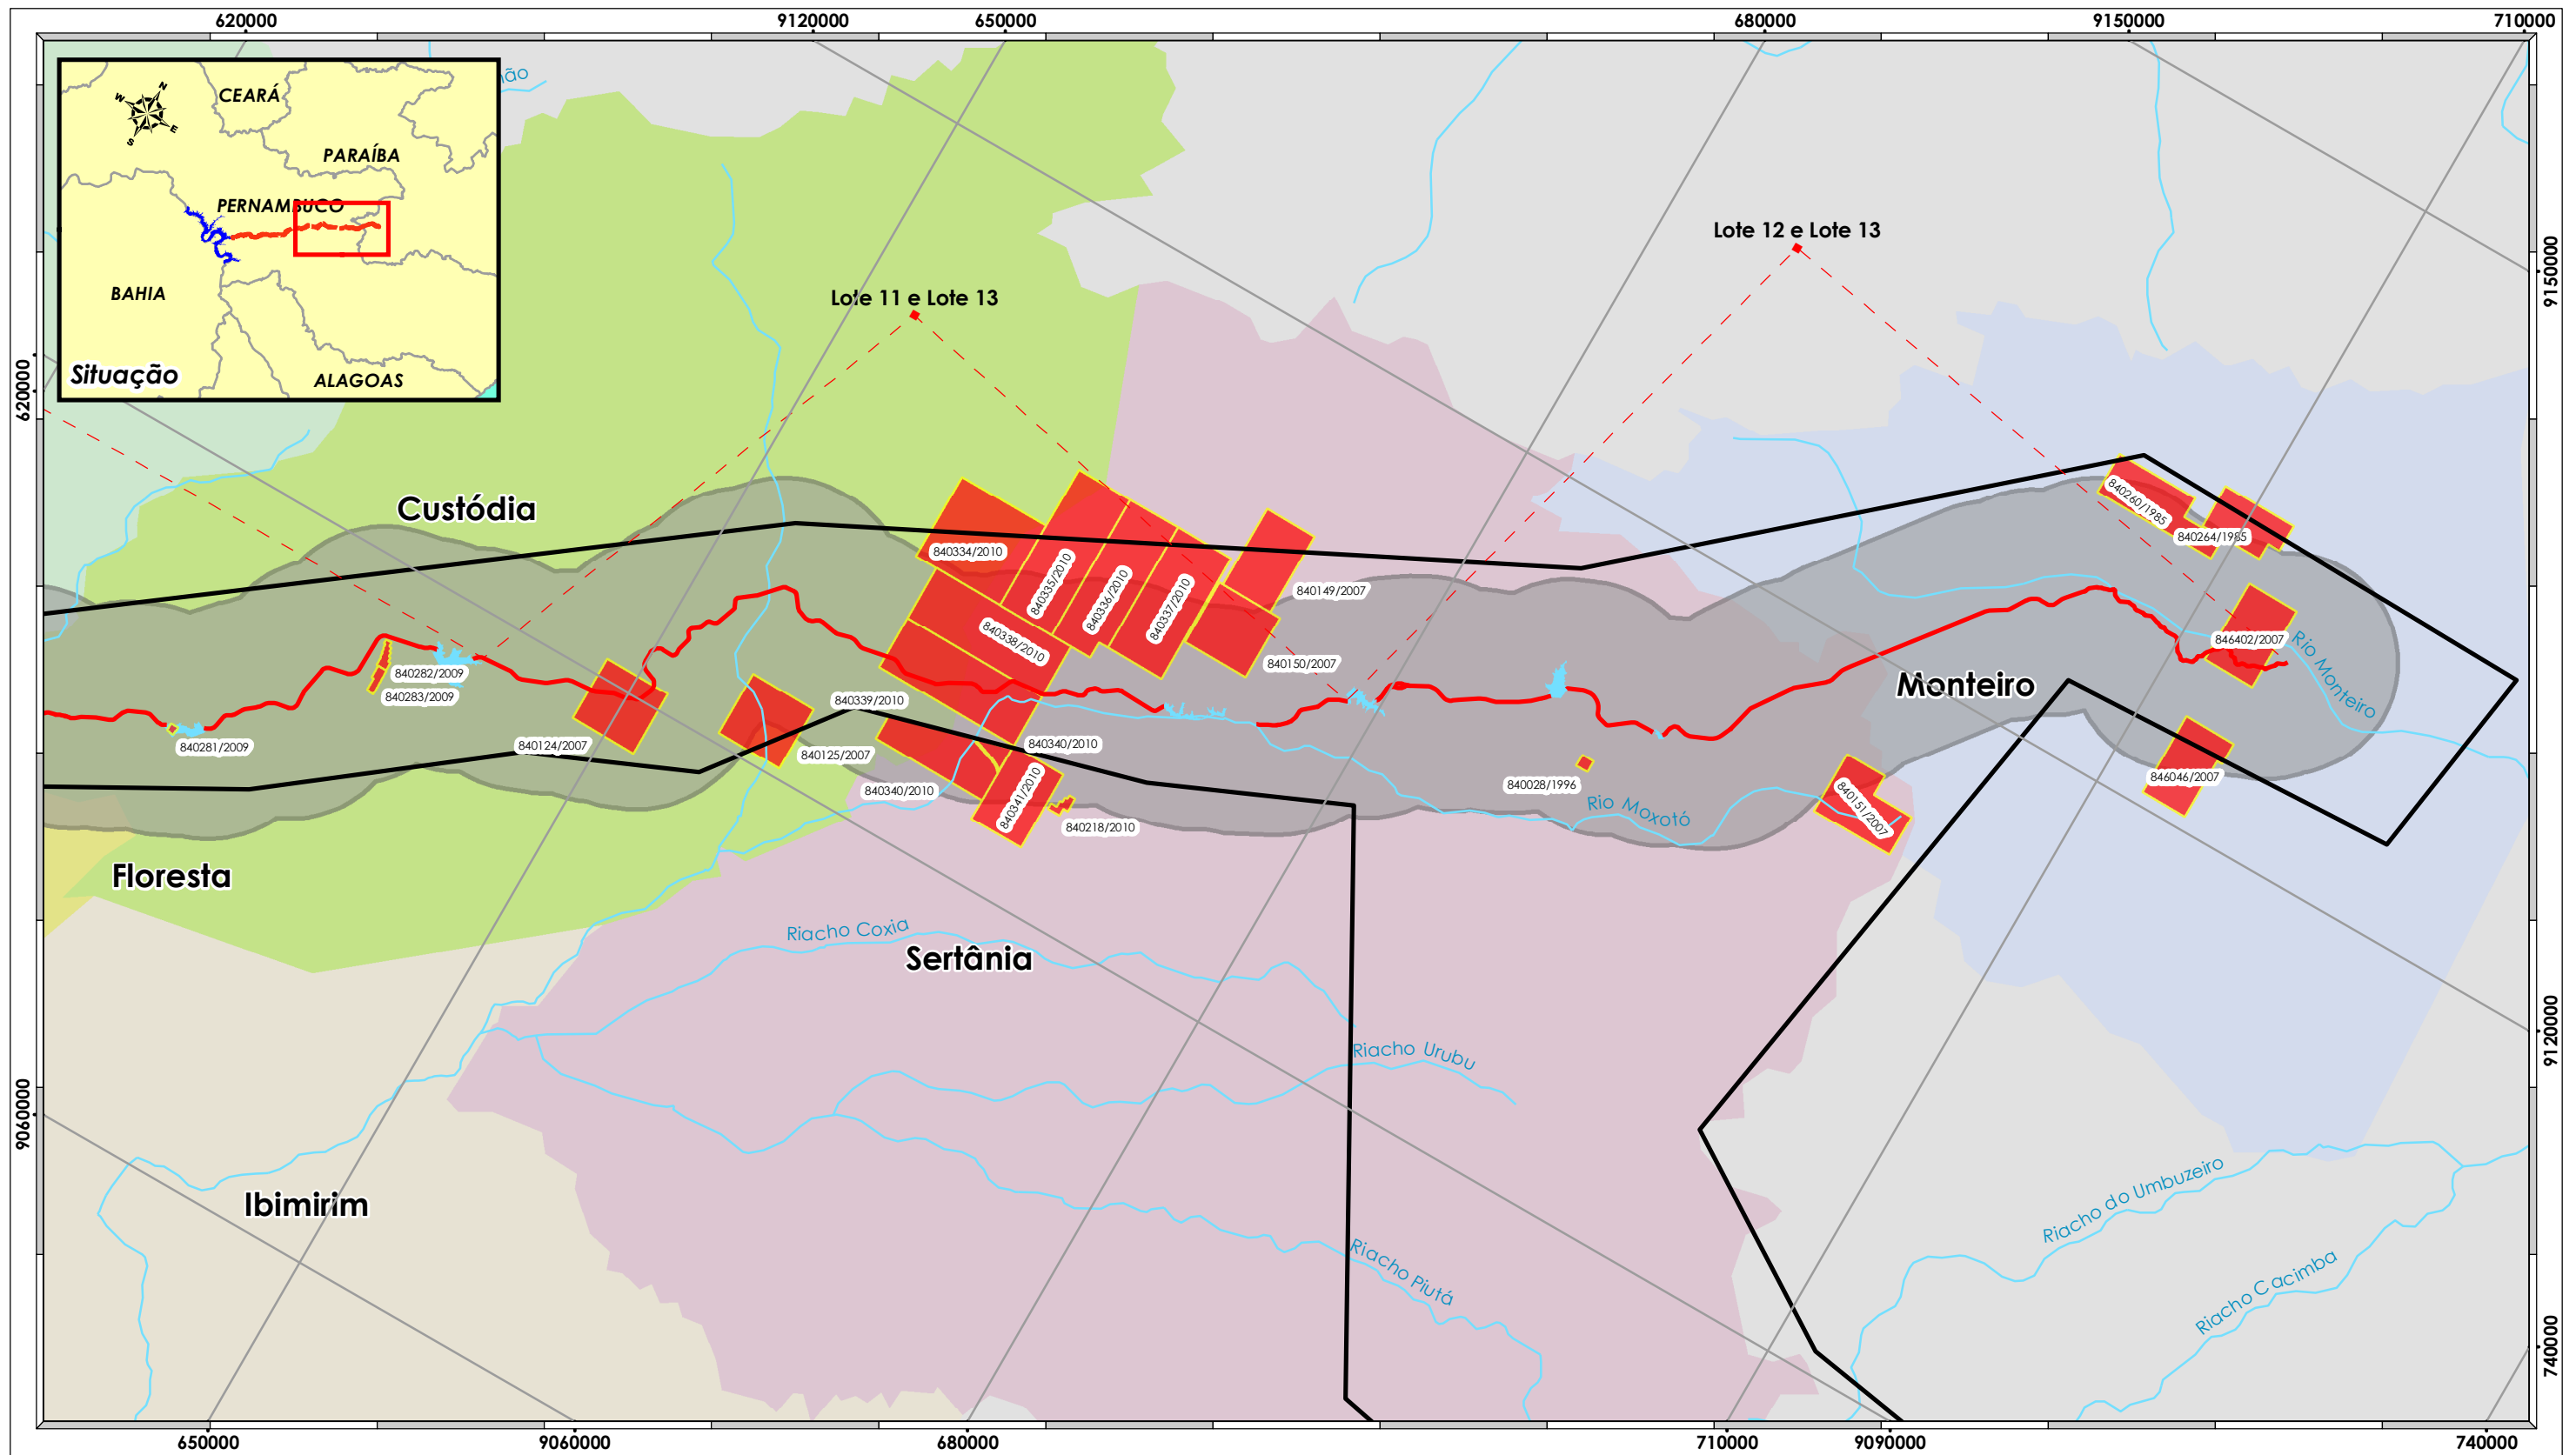 620000
9120000
650000
680000
9150000
710000
N
W
E
S
CEARÁ
PARAÍBA
PERNAMBUCO
BAHIA
ALAGOAS
Situação
ão
Lote 12 e Lote 13
Lote 11 e Lote 13
9150000
620000
Custódia
840260/1985
840264/1985
840334/2010
840335/2010
840336/2010
840337/2010
840149/2007
840338/2010
846402/2007
Rio Monteiro
840150/2007
840282/2009
840283/2009
Monteiro
840339/2010
840281/2009
840124/2007
840125/2007
840340/2010
840340/2010
840341/2010
840218/2010
840028/1996
Rio Moxotó
840151/2007
846046/2007
Floresta
Riacho Coxia
Sertânia
9120000
Riacho Urubu
9060000
Ibimirim
Riacho do Umbuzeiro
Riacho Piutá
Riacho Cacimba
740000
650000
9060000
680000
710000
9090000
740000